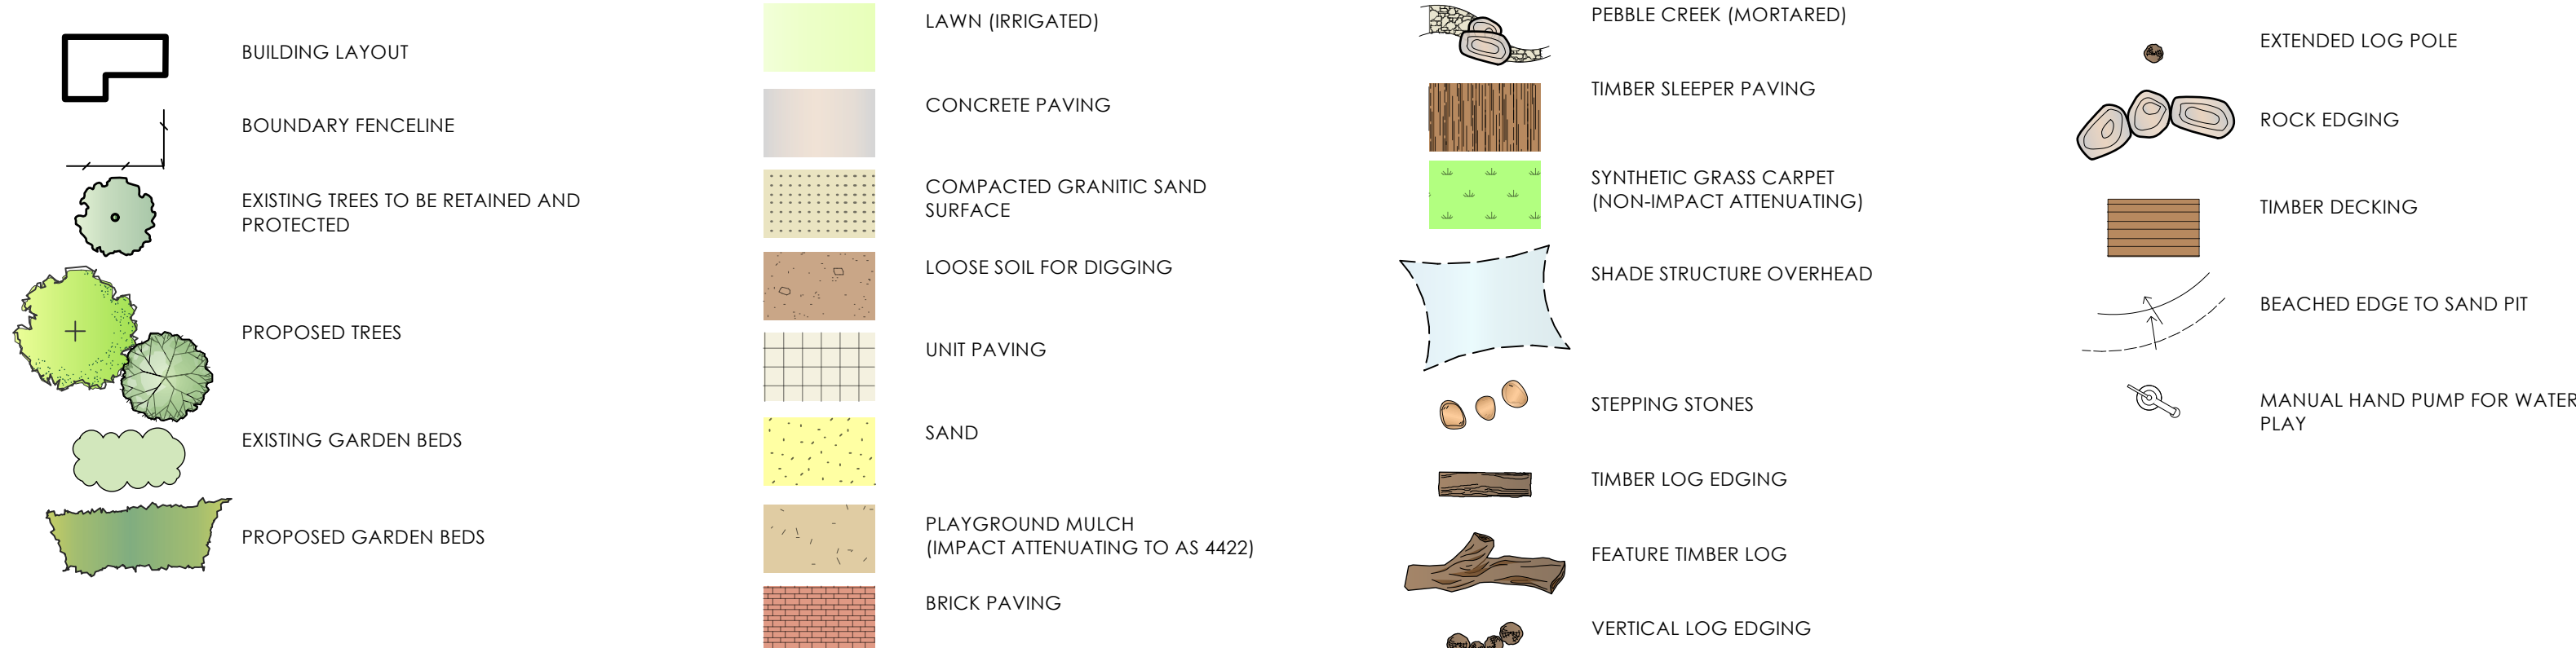 BUILDING LAYOUT
BOUNDARY FENCELINE
EXISTING TREES TO BE RETAINED AND
PROTECTED
PROPOSED TREES
EXISTING GARDEN BEDS
PROPOSED GARDEN BEDS
LAWN (IRRIGATED)
CONCRETE PAVING
COMPACTED GRANITIC SAND
SURFACE
LOOSE SOIL FOR DIGGING
UNIT PAVING
SAND
PLAYGROUND MULCH
(IMPACT ATTENUATING TO AS 4422)
BRICK PAVING
PEBBLE CREEK (MORTARED)
TIMBER SLEEPER PAVING
SYNTHETIC GRASS CARPET
(NON-IMPACT ATTENUATING)
SHADE STRUCTURE OVERHEAD
STEPPING STONES
TIMBER LOG EDGING
FEATURE TIMBER LOG
VERTICAL LOG EDGING
EXTENDED LOG POLE
ROCK EDGING
TIMBER DECKING
BEACHED EDGE TO SAND PIT
MANUAL HAND PUMP FOR WATER
PLAY